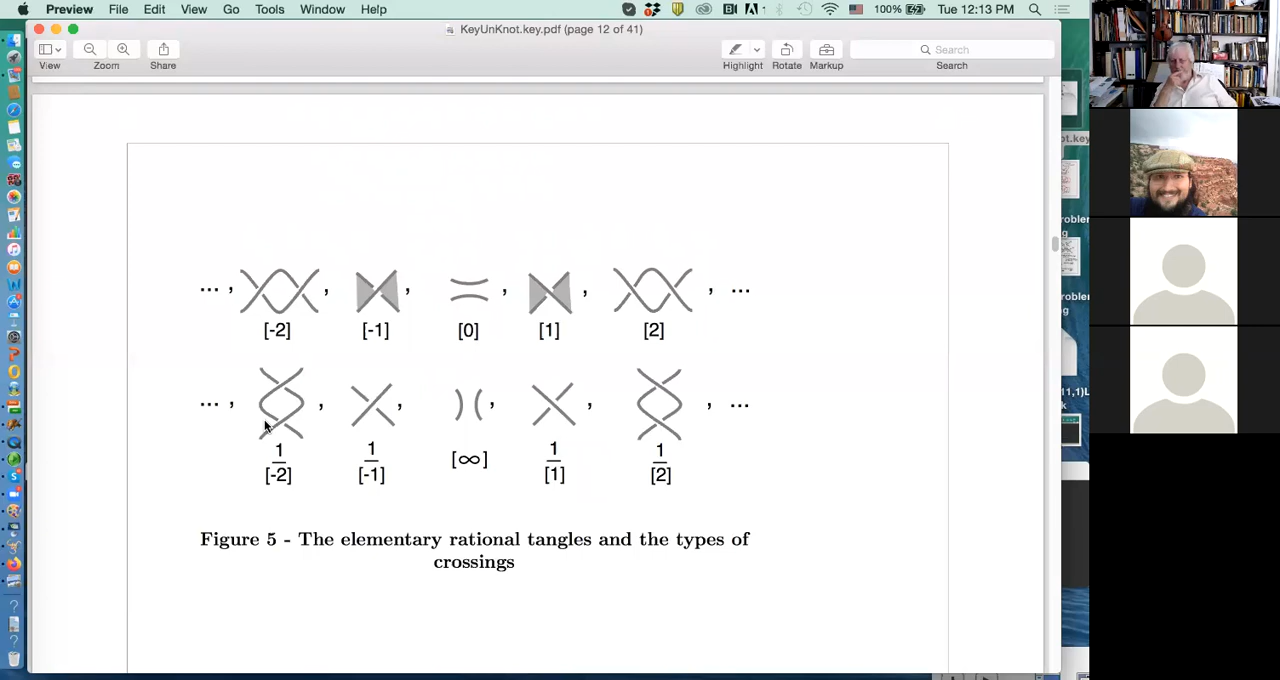 Preview File Edit View Go Tools Window Help 100% Tue 12:13 PM
KeyUnKnot.key.pdf (page 12 of 41)
View Zoom Share Highlight Rotate Markup Search
Search
... , , , , , ...
[-2] [-1] [0] [1] [2]
... , , , , , ...
1/[-2] 1/[-1] [∞] 1/[1] 1/[2]
Figure 5 - The elementary rational tangles and the types of
crossings